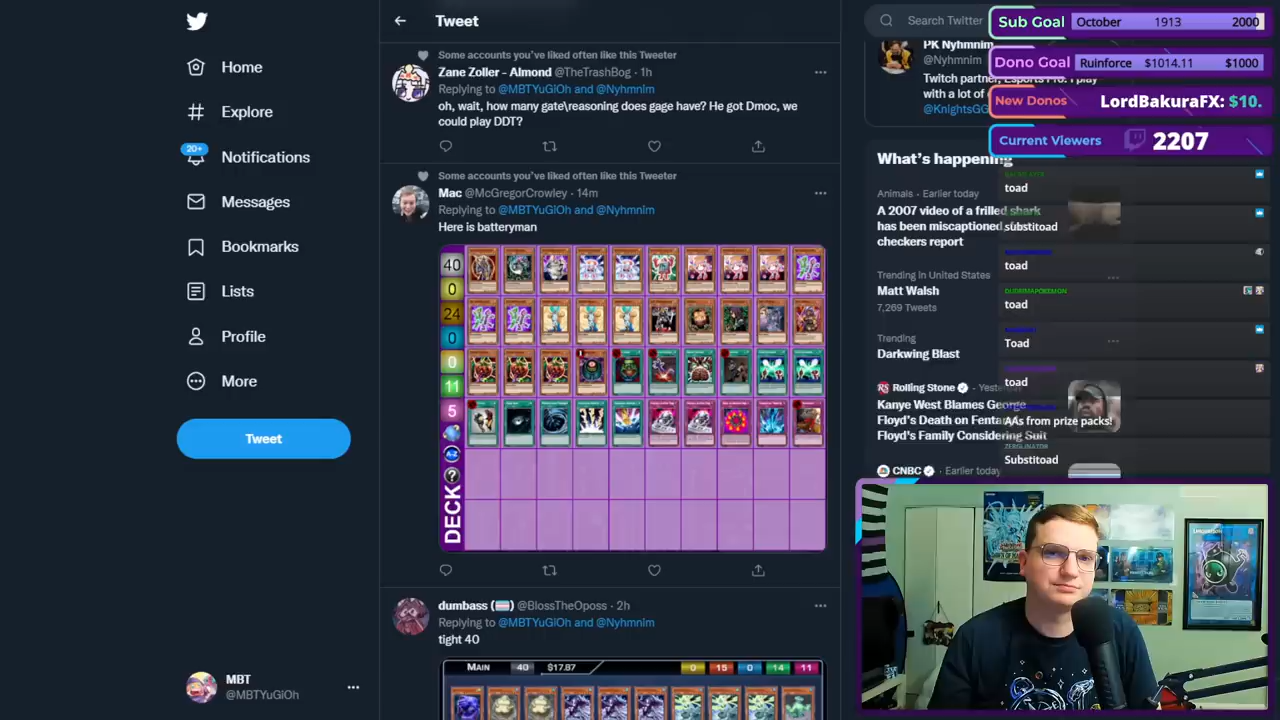 Home
Explore
20+
Notifications
Messages
Bookmarks
Lists
Profile
More
Tweet
MBT
@MBTYuGiOh
Tweet
Some accounts you've liked often like this Tweeter
Zane Zoller - Almond @TheTrashBog · 1h
Replying to @MBTYuGiOh and @Nyhmnim
oh, wait, how many gate\reasoning does gage have? He got Dmoc, we
could play DDT?
Some accounts you've liked often like this Tweeter
Mac @McGregorCrowley · 14m
Replying to @MBTYuGiOh and @Nyhmnim
Here is batteryman
40
0
24
0
0
11
5
A-Z
?
DECK
dumbass @BlossTheOposs · 2h
Replying to @MBTYuGiOh and @Nyhmnim
tight 40
MAIN 40 $17.87 0 15 0 14 11
Search Twitter
PK Nyhmnim
@Nyhmnim
Twitch partner, Esports Pro. I play
with a lot of
@KnightsGG
What's happening
Animals · Earlier today
A 2007 video of a frilled shark
has been miscaptioned,
checkers report
Trending in United States
Matt Walsh
7,269 Tweets
Trending
Darkwing Blast
Rolling Stone
Kanye West Blames George
Floyd's Death on
Floyd's Family Considering Suit
CNBC · Earlier today
Sub Goal October 1913 2000
Dono Goal Ruinforce $1014.11 $1000
New Donos LordBakuraFX: $10.
Current Viewers 2207
toad
substitoad
toad
toad
Toad
toad
AAs from prize packs!
Substitoad